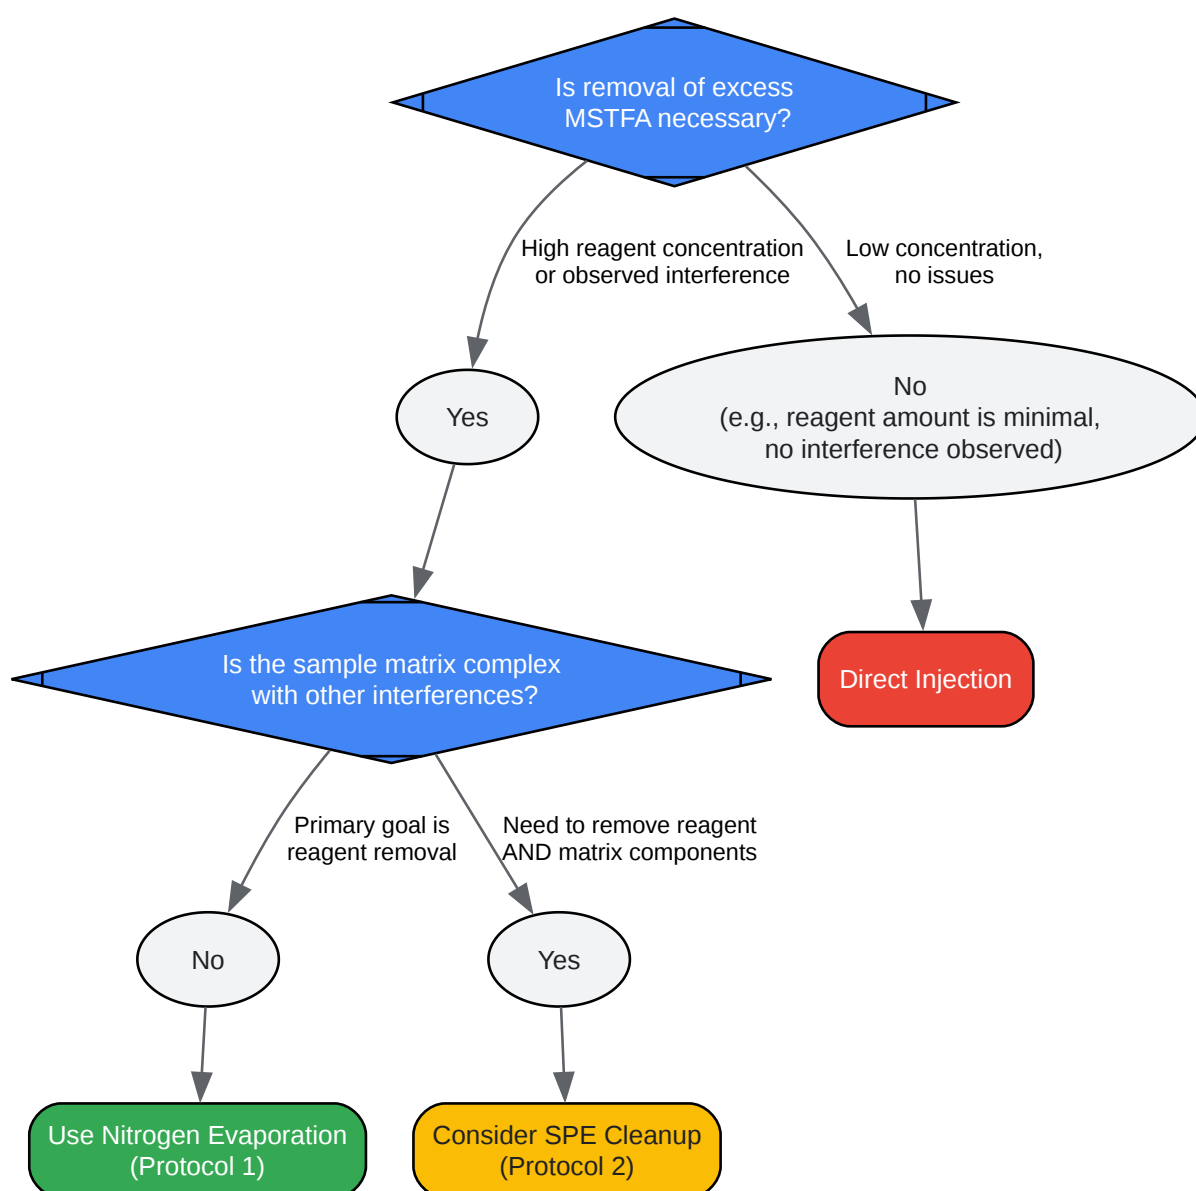 Is removal of excess
MSTFA necessary?
High reagent concentration
or observed interference
Low concentration,
no issues
Yes
No
(e.g., reagent amount is minimal,
no interference observed)
Is the sample matrix complex
with other interferences?
Direct Injection
Primary goal is
reagent removal
Need to remove reagent
AND matrix components
No
Yes
Use Nitrogen Evaporation
(Protocol 1)
Consider SPE Cleanup
(Protocol 2)